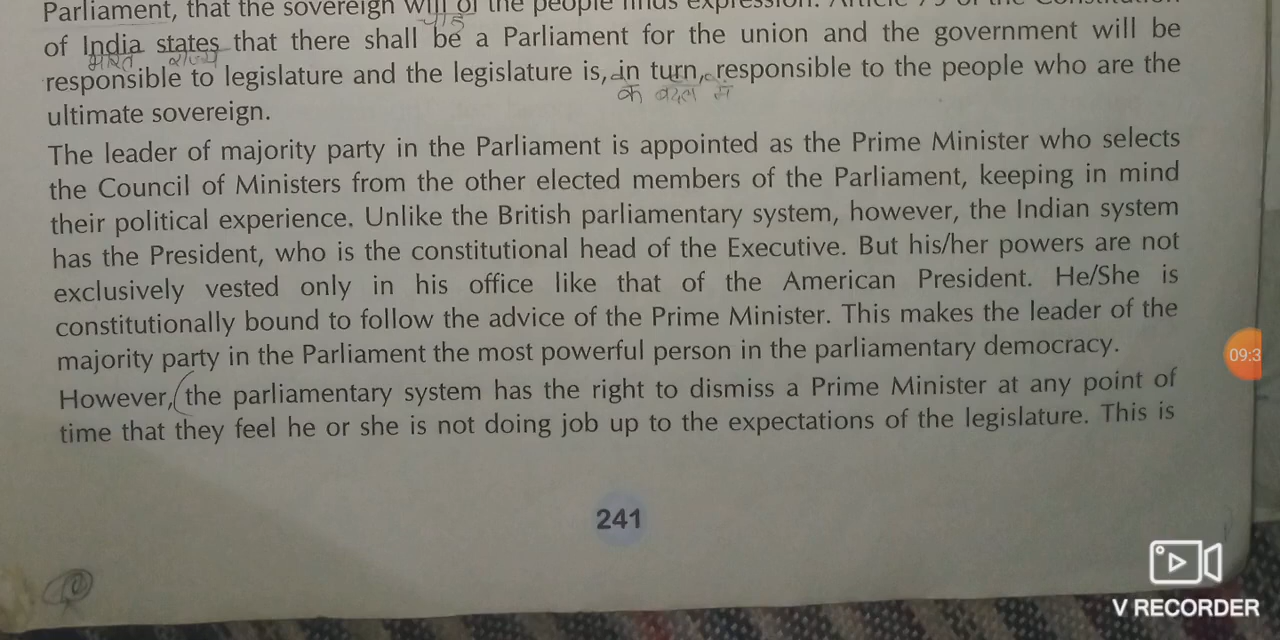 Parliament, that the sovereign will of the people finds expression. Article 79 of the Constitution
of India states that there shall be a Parliament for the union and the government will be
भारत राज्य
responsible to legislature and the legislature is, in turn, responsible to the people who are the
के बदले में
ultimate sovereign.
The leader of majority party in the Parliament is appointed as the Prime Minister who selects
the Council of Ministers from the other elected members of the Parliament, keeping in mind
their political experience. Unlike the British parliamentary system, however, the Indian system
has the President, who is the constitutional head of the Executive. But his/her powers are not
exclusively vested only in his office like that of the American President. He/She is
constitutionally bound to follow the advice of the Prime Minister. This makes the leader of the
majority party in the Parliament the most powerful person in the parliamentary democracy.
However, (the parliamentary system has the right to dismiss a Prime Minister at any point of
time that they feel he or she is not doing job up to the expectations of the legislature. This is
241
09:3
V RECORDER